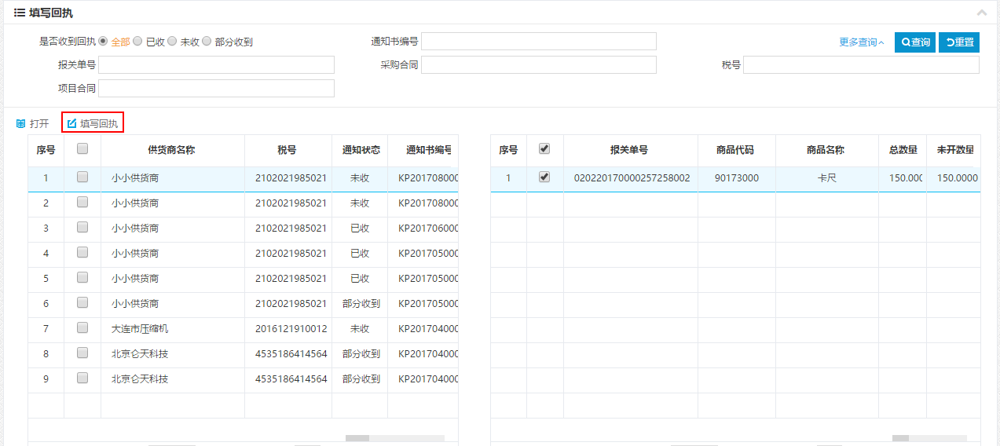 填写回执
是否收到回执 全部 已收 未收 部分收到 通知书编号 更多查询 查询 重置
报关单号 采购合同 税号
项目合同
打开 填写回执
序号 供货商名称 税号 通知状态 通知书编号
1 小小供货商 2102021985021 未收 KP201708000
2 小小供货商 2102021985021 未收 KP201708000
3 小小供货商 2102021985021 已收 KP201706000
4 小小供货商 2102021985021 已收 KP201705000
5 小小供货商 2102021985021 已收 KP201705000
6 小小供货商 2102021985021 部分收到 KP201705000
7 大连市压缩机 2016121910012 未收 KP201704000
8 北京仑天科技 4535186414564 部分收到 KP201704000
9 北京仑天科技 4535186414564 部分收到 KP201704000
序号 报关单号 商品代码 商品名称 总数量 未开数量
1 020220170000257258002 90173000 卡尺 150.000 150.0000